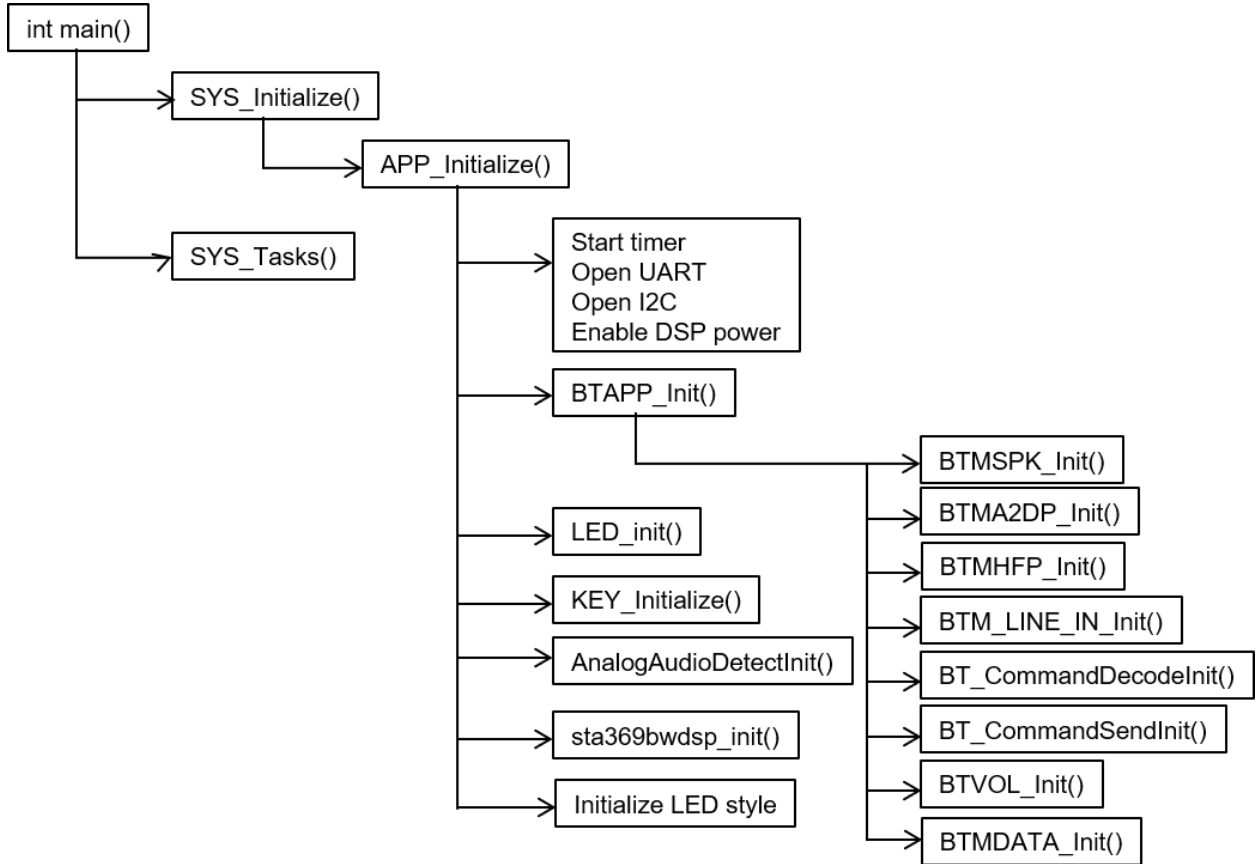 int main()
SYS_Initialize()
APP_Initialize()
SYS_Tasks()
Start timer
Open UART
Open I2C
Enable DSP power
BTAPP_Init()
BTMSPK_Init()
BTMA2DP_Init()
LED_init()
BTMHFP_Init()
KEY_Initialize()
BTM_LINE_IN_Init()
AnalogAudioDetectInit()
BT_CommandDecodeInit()
sta369bwdsp_init()
BT_CommandSendInit()
BTVOL_Init()
Initialize LED style
BTMDATA_Init()